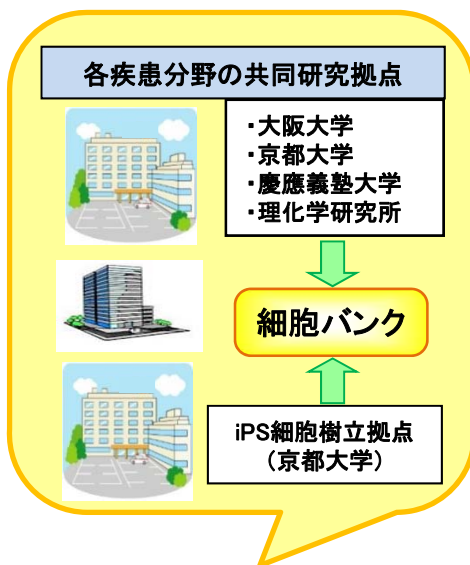 各疾患分野の共同研究拠点
・大阪大学
・京都大学
・慶應義塾大学
・理化学研究所
細胞バンク
iPS細胞樹立拠点
（京都大学）